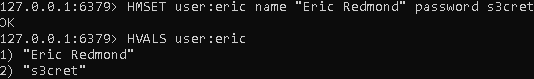 127.0.0.1:6379> HMSET user:eric name "Eric Redmond" password s3cret
OK
127.0.0.1:6379> HVALS user:eric
1) "Eric Redmond"
2) "s3cret"